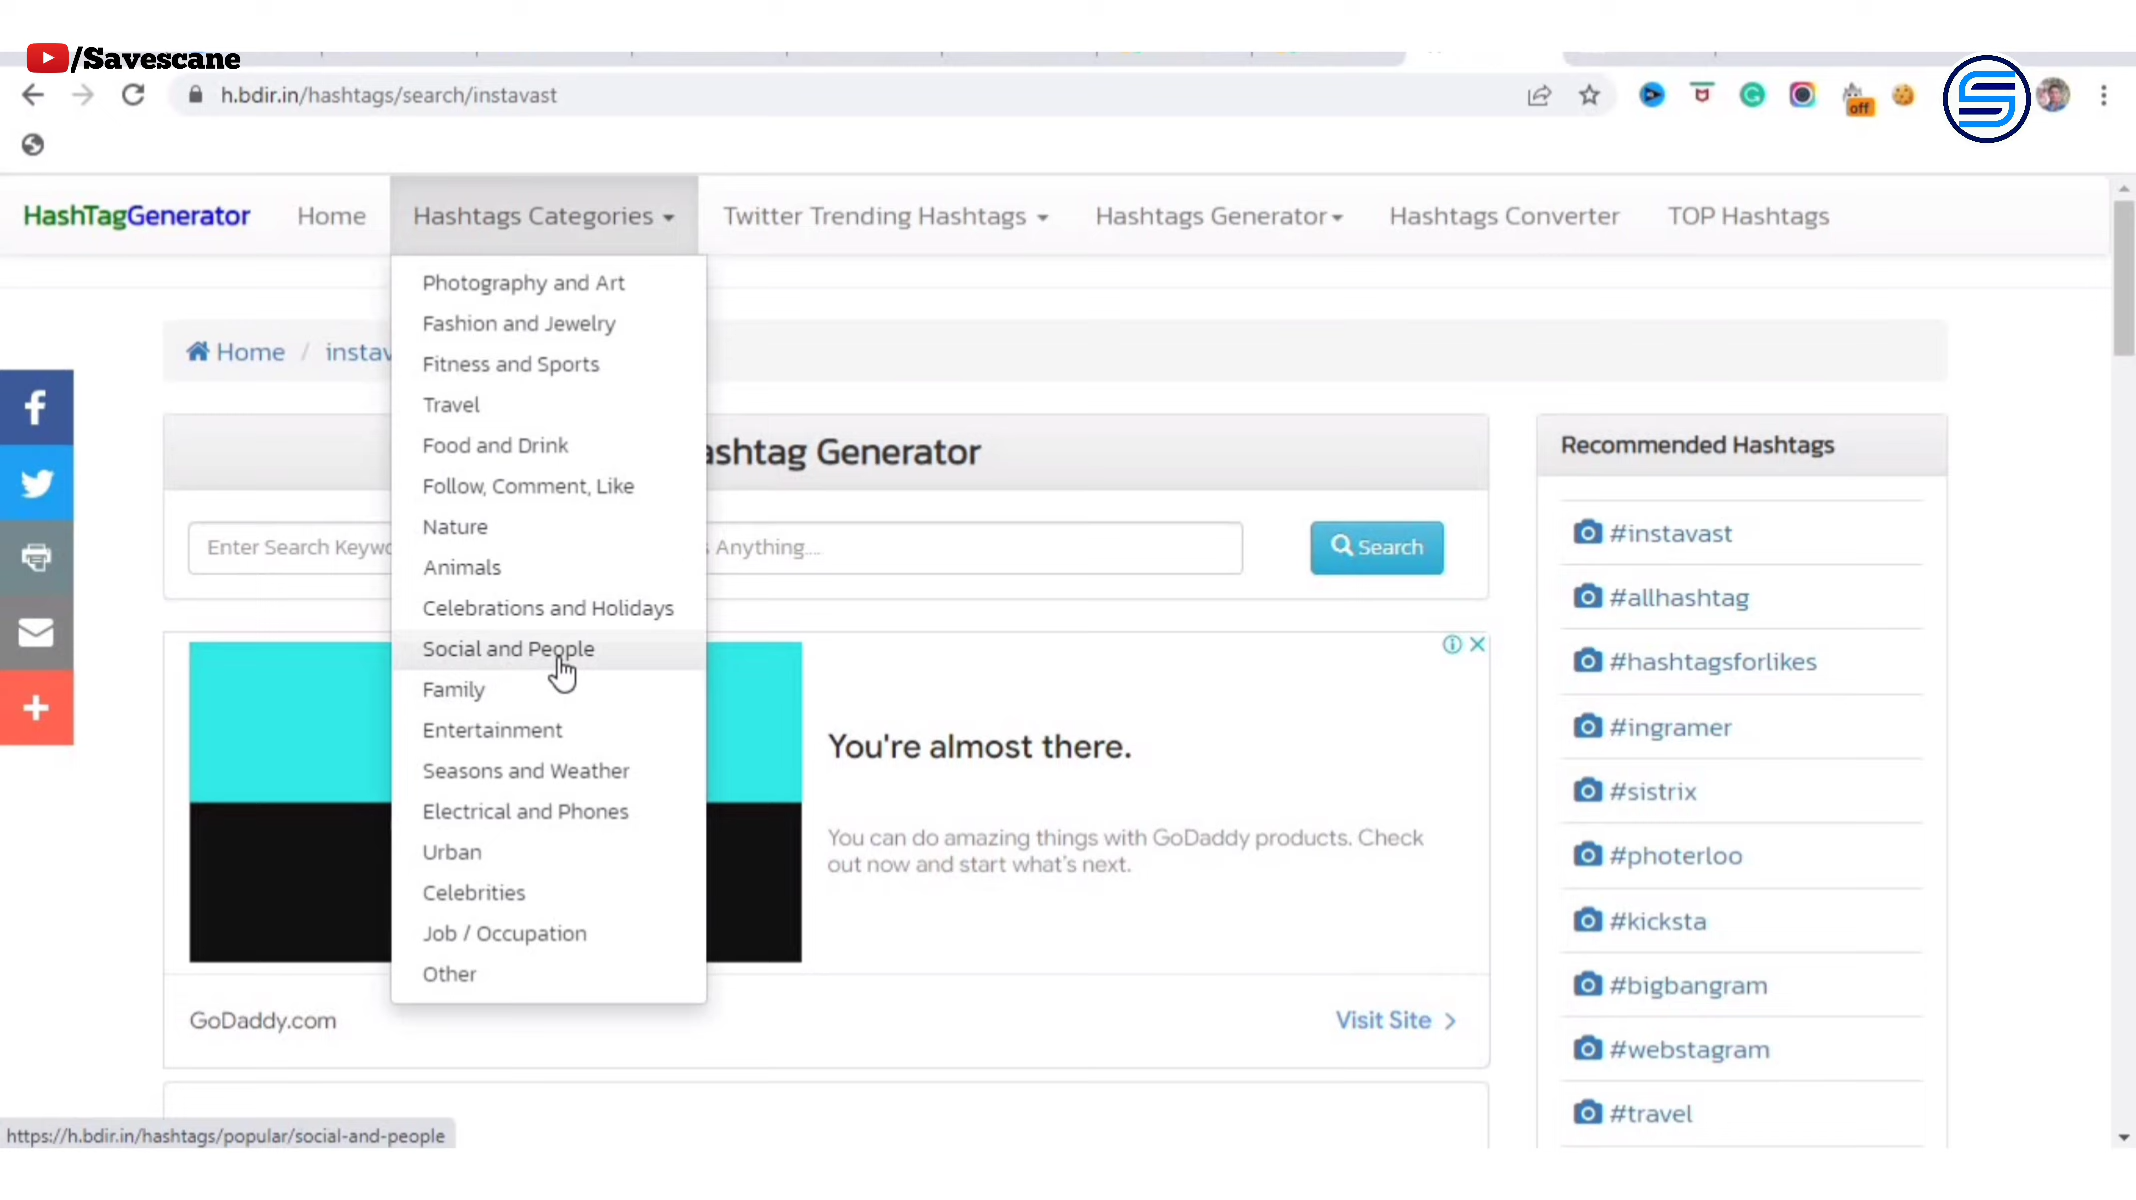 /Savescane
h.bdir.in/hashtags/search/instavast
off
HashTagGenerator
Home
Hashtags Categories
Twitter Trending Hashtags
Hashtags Generator
Hashtags Converter
TOP Hashtags
Photography and Art
Fashion and Jewelry
Fitness and Sports
Travel
Food and Drink
Follow, Comment, Like
Nature
Animals
Celebrations and Holidays
Social and People
Family
Entertainment
Seasons and Weather
Electrical and Phones
Urban
Celebrities
Job / Occupation
Other
Home / instav
ashtag Generator
Enter Search Keywo
s Anything....
Search
You're almost there.
You can do amazing things with GoDaddy products. Check
out now and start what's next.
GoDaddy.com
Visit Site
Recommended Hashtags
#instavast
#allhashtag
#hashtagsforlikes
#ingramer
#sistrix
#photerloo
#kicksta
#bigbangram
#webstagram
#travel
https://h.bdir.in/hashtags/popular/social-and-people